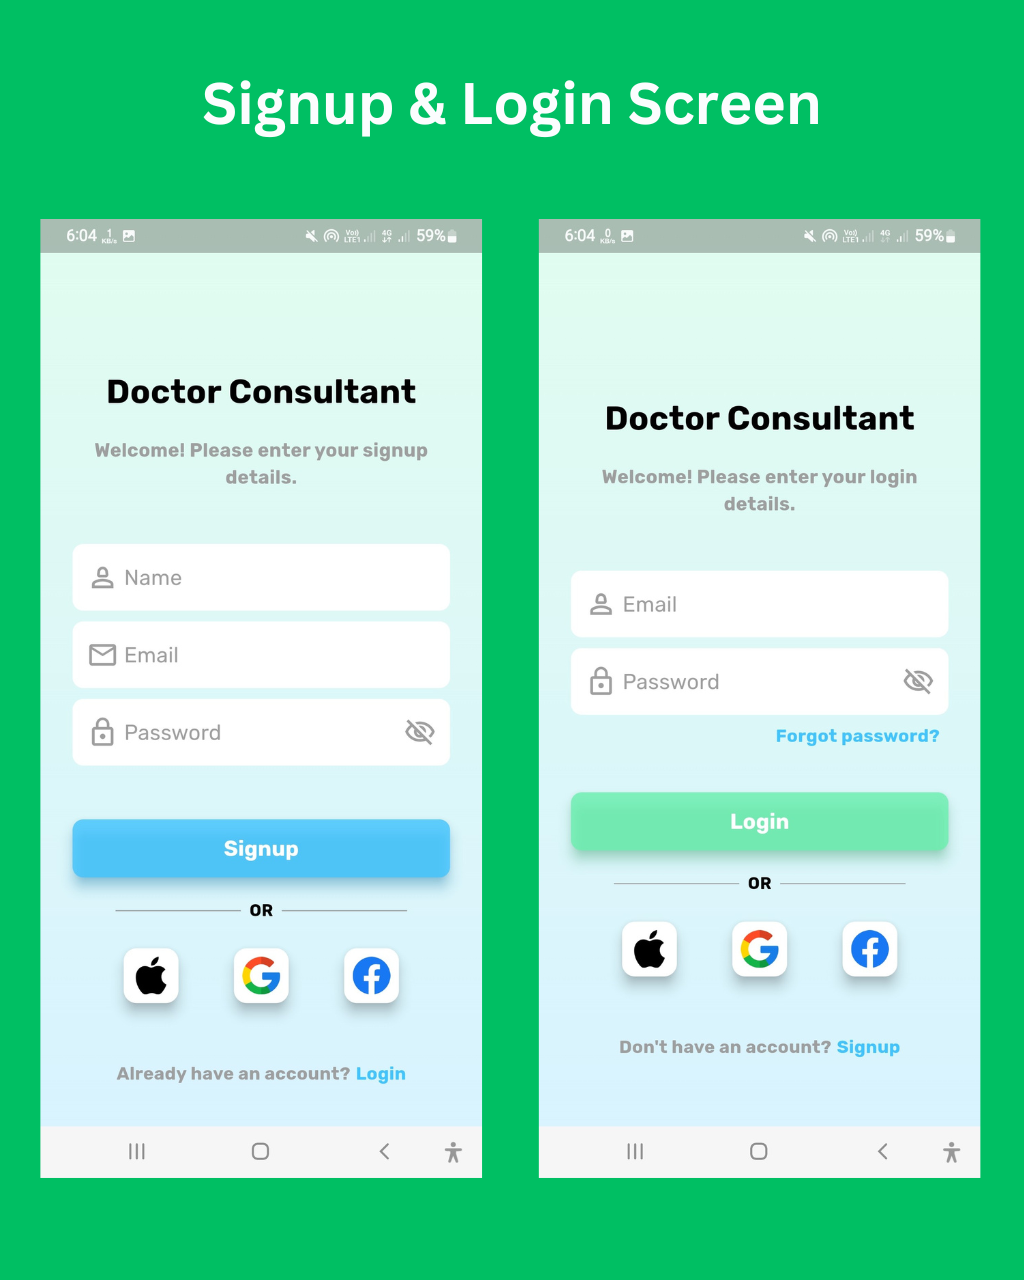 Signup & Login Screen
6:04 1 KB/s Vo) LTE1 4G 59%
Doctor Consultant
Welcome! Please enter your signup
details.
Name
Email
Password
Signup
OR
Already have an account? Login
6:04 0 KB/s Vo) LTE1 4G 59%
Doctor Consultant
Welcome! Please enter your login
details.
Email
Password
Forgot password?
Login
OR
Don't have an account? Signup